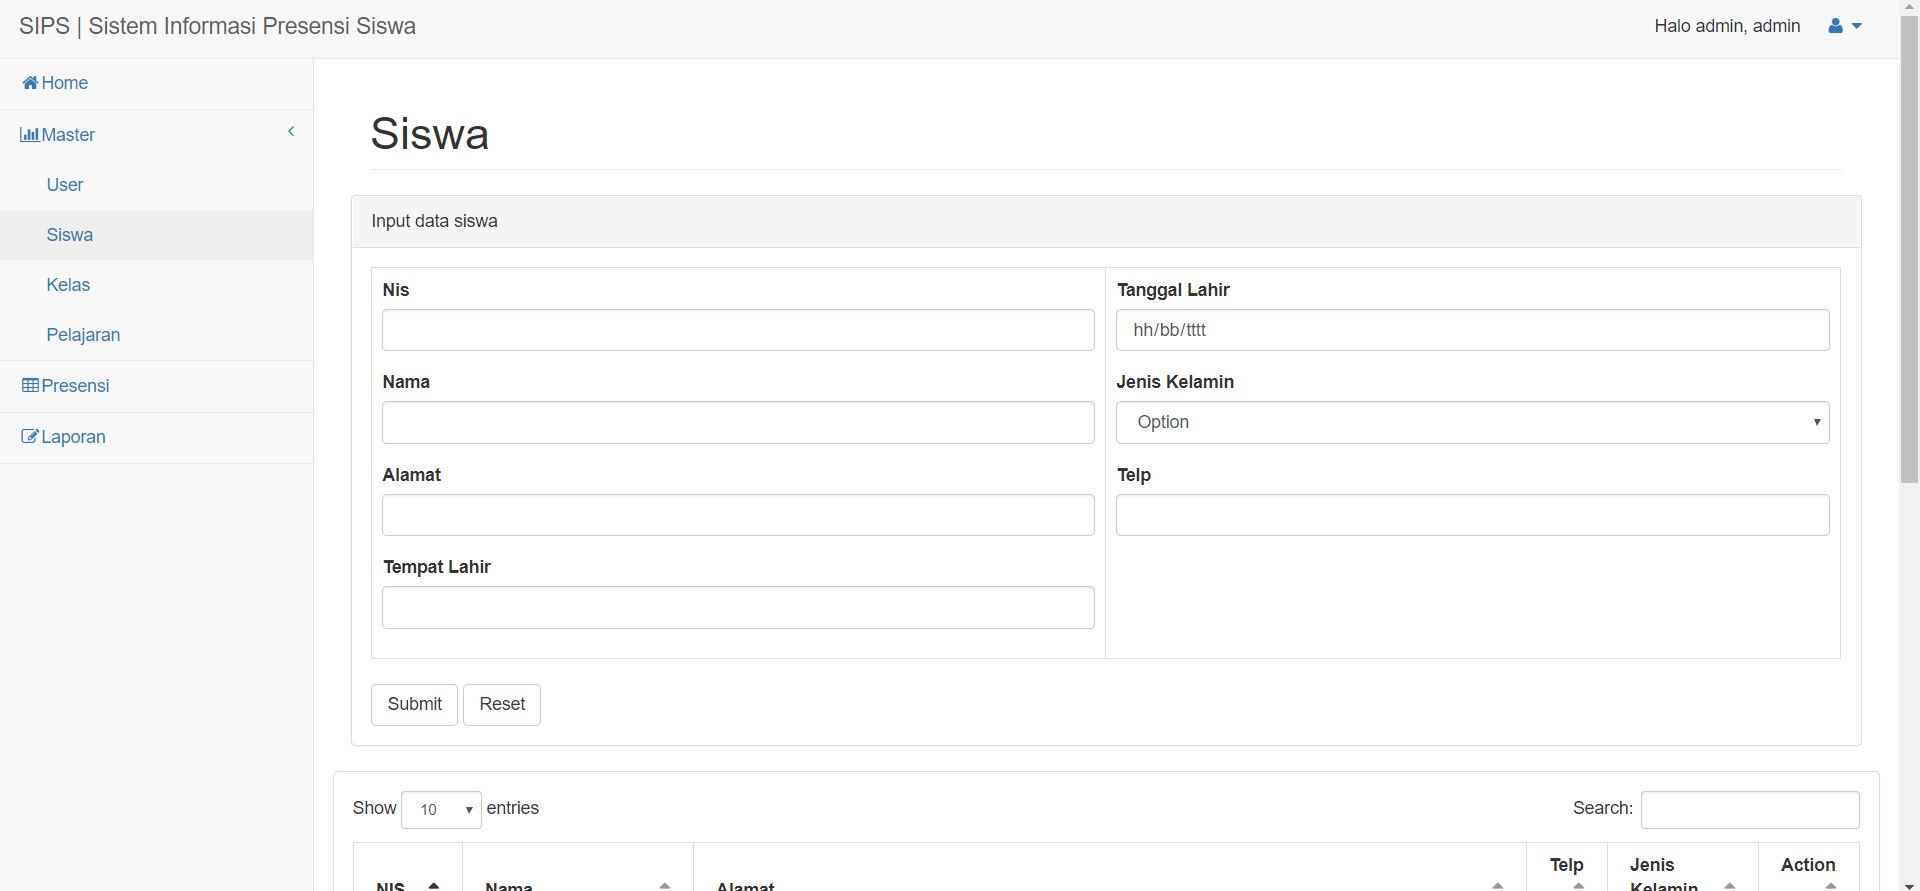 SIPS | Sistem Informasi Presensi Siswa
Halo admin, admin
Home
Master
User
Siswa
Kelas
Pelajaran
Presensi
Laporan
Siswa
Input data siswa
Nis
Tanggal Lahir
hh/bb/tttt
Nama
Jenis Kelamin
Option
Alamat
Telp
Tempat Lahir
Submit
Reset
Show 10 entries
Search:
NIS
Nama
Alamat
Telp
Jenis
Kelamin
Action